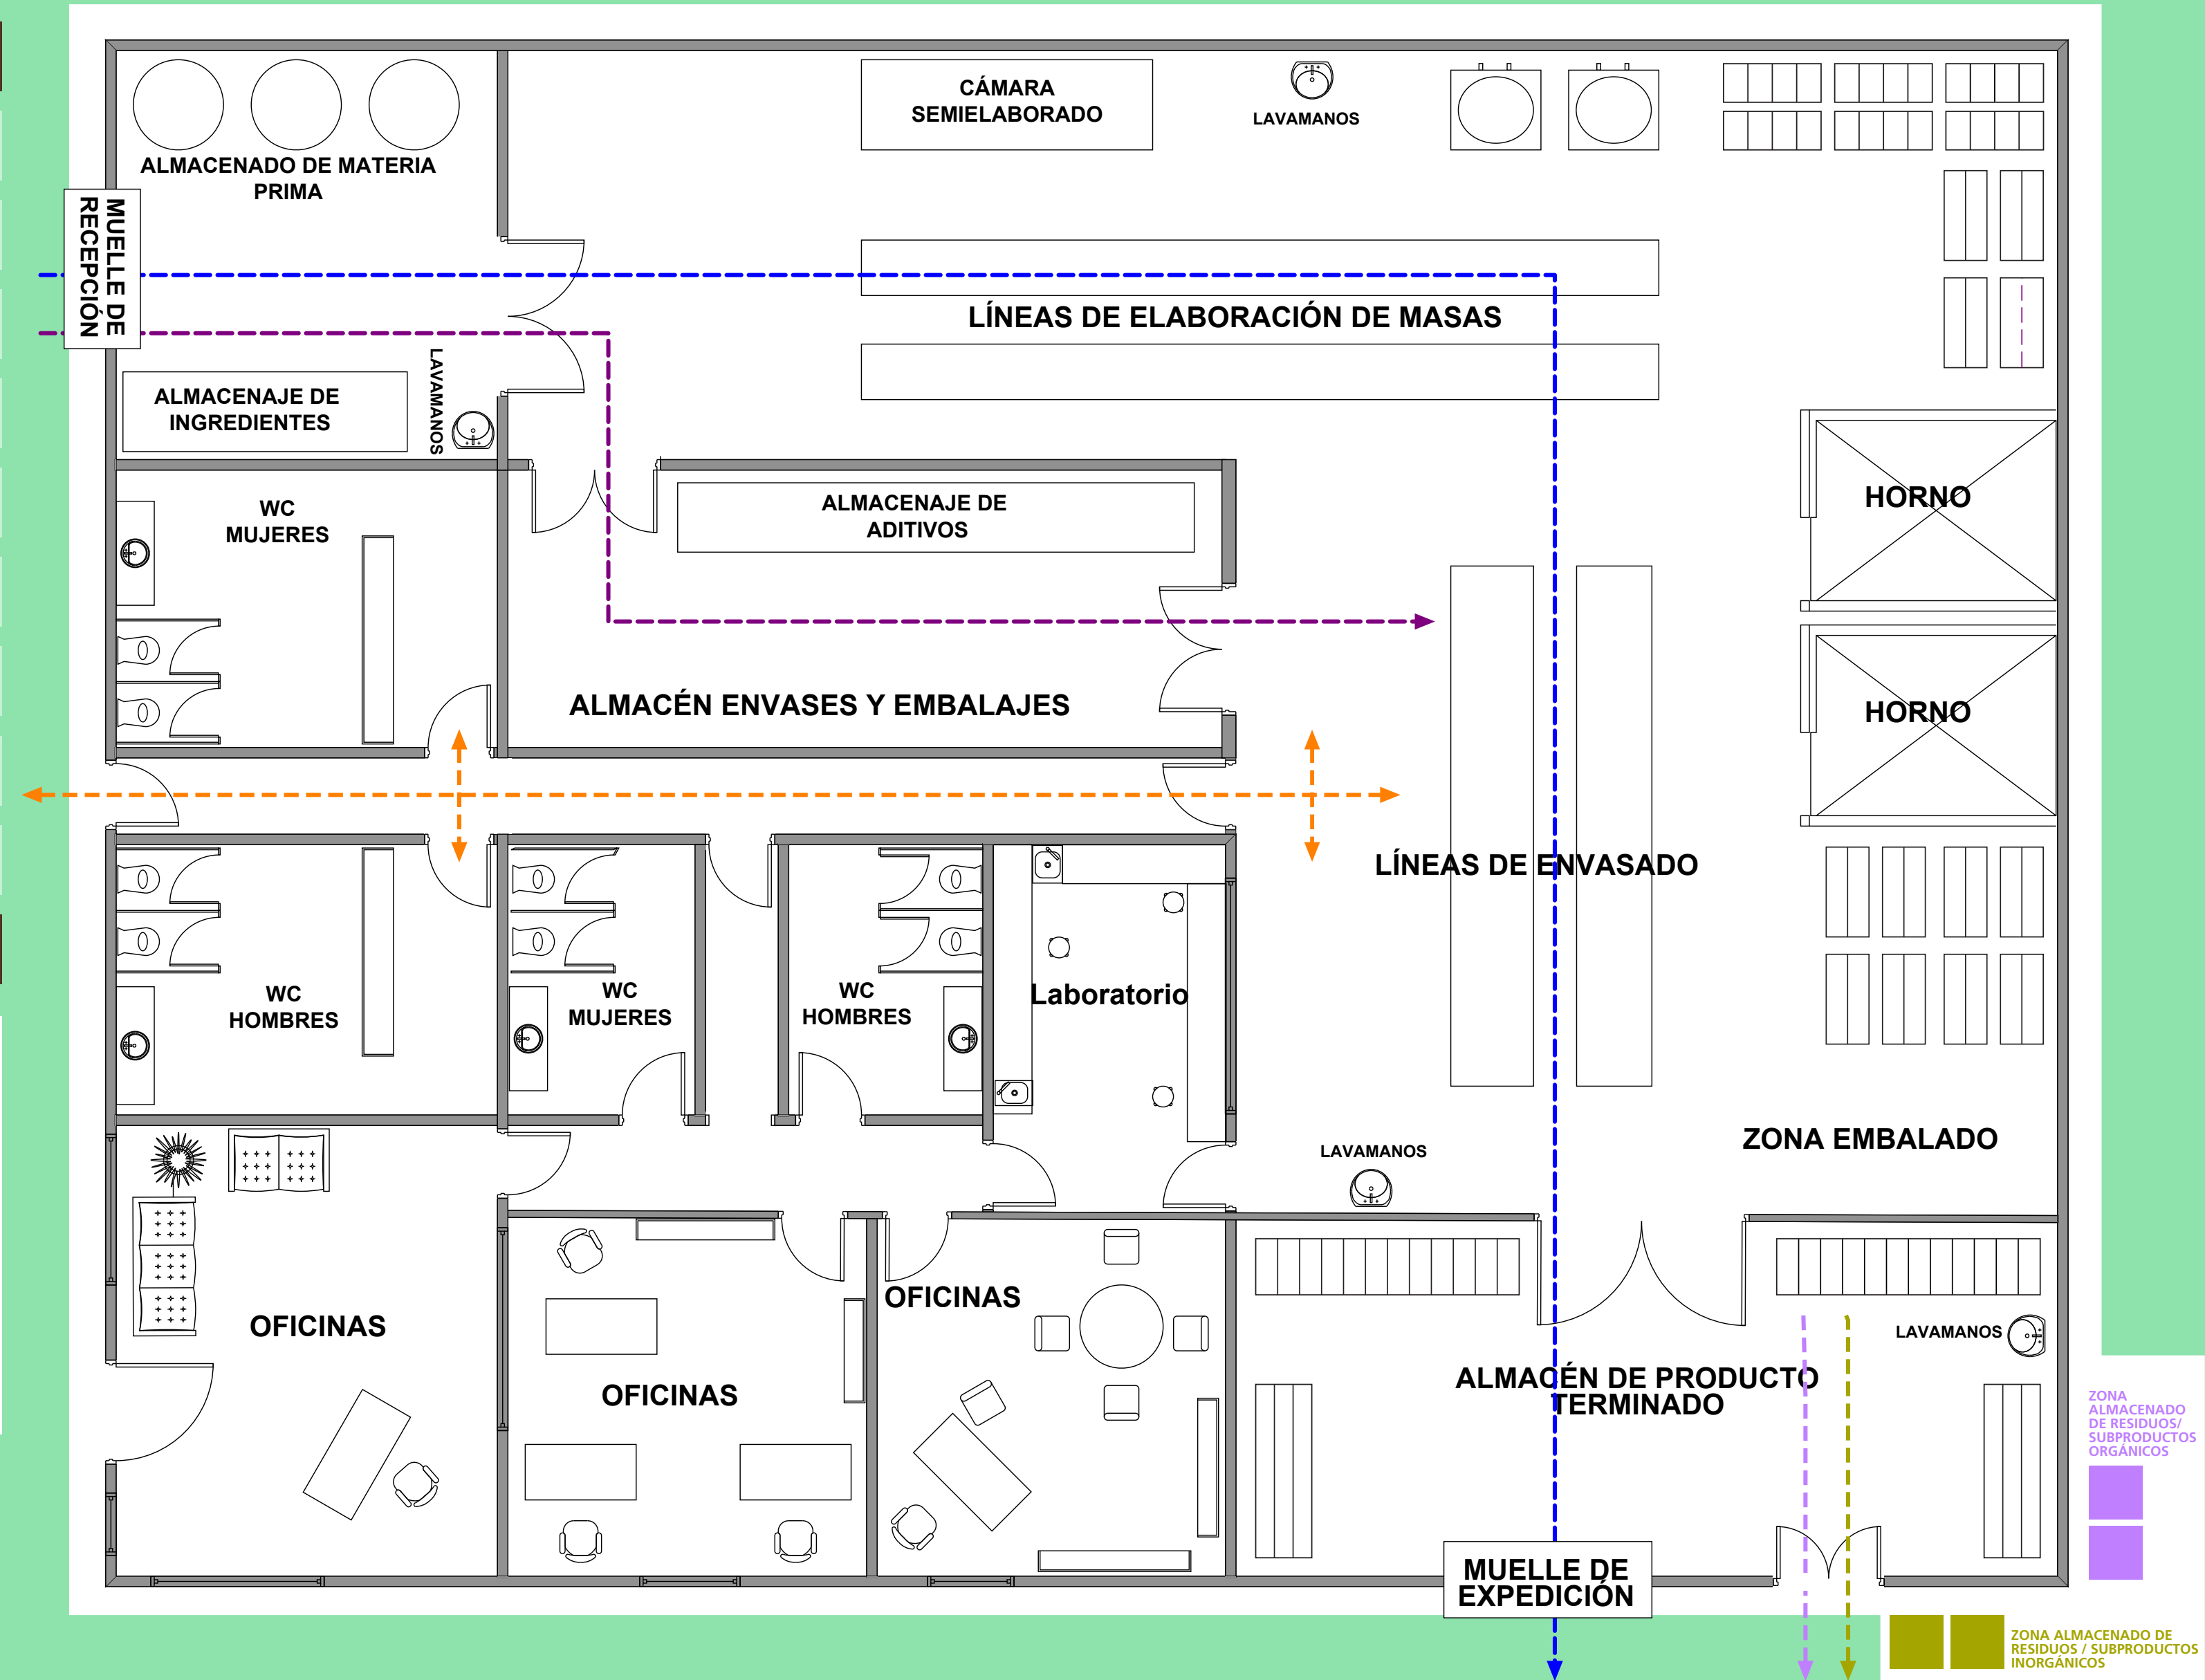 CÁMARA
SEMIELABORADO
LAVAMANOS
ALMACENADO DE MATERIA
PRIMA
MUELLE DE
RECEPCIÓN
LÍNEAS DE ELABORACIÓN DE MASAS
LAVAMANOS
ALMACENAJE DE
INGREDIENTES
WC
MUJERES
ALMACENAJE DE
ADITIVOS
HORNO
ALMACÉN ENVASES Y EMBALAJES
HORNO
LÍNEAS DE ENVASADO
WC
HOMBRES
WC
MUJERES
WC
HOMBRES
Laboratorio
LAVAMANOS
ZONA EMBALADO
OFICINAS
OFICINAS
OFICINAS
LAVAMANOS
ALMACÉN DE PRODUCTO
TERMINADO
MUELLE DE
EXPEDICIÓN
ZONA
ALMACENADO
DE RESIDUOS/
SUBPRODUCTOS
ORGÁNICOS
ZONA ALMACENADO DE
RESIDUOS / SUBPRODUCTOS
INORGÁNICOS